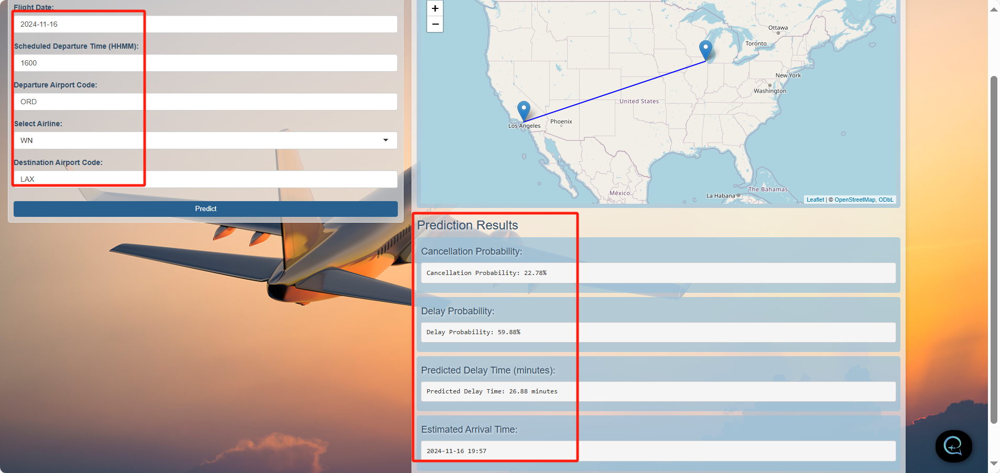 Flight Date:
2024-11-16
Scheduled Departure Time (HHMM):
1600
Departure Airport Code:
ORD
Select Airline:
WN
Destination Airport Code:
LAX
Predict
+
−
Ottawa
Toronto
New York
Washington
United States
Los Angeles
Phoenix
México
La Habana
The Bahamas
Leaflet | © OpenStreetMap, ODbL
Prediction Results
Cancellation Probability:
Cancellation Probability: 22.78%
Delay Probability:
Delay Probability: 59.88%
Predicted Delay Time (minutes):
Predicted Delay Time: 26.88 minutes
Estimated Arrival Time:
2024-11-16 19:57